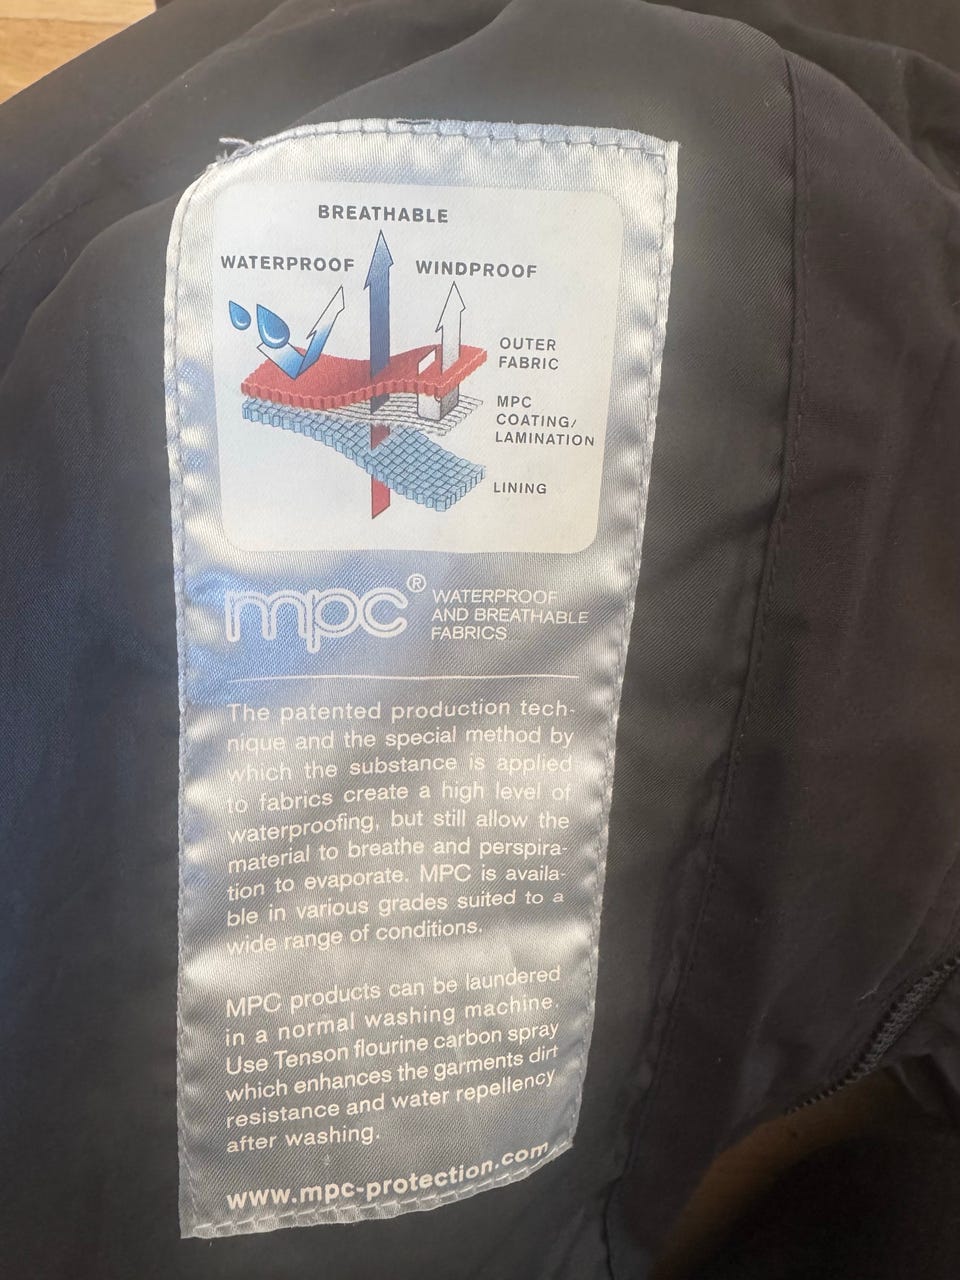 BREATHABLE
WATERPROOF
WINDPROOF
OUTER
FABRIC
MPC
COATING/
LAMINATION
LINING
mpc®
WATERPROOF
AND BREATHABLE
FABRICS
The patented production tech-
nique and the special method by
which the substance is applied
to fabrics create a high level of
waterproofing, but still allow the
material to breathe and perspira-
tion to evaporate. MPC is availa-
ble in various grades suited to a
wide range of conditions.
MPC products can be laundered
in a normal washing machine.
Use Tenson flourine carbon spray
which enhances the garments dirt
resistance and water repellency
after washing.
www.mpc-protection.com